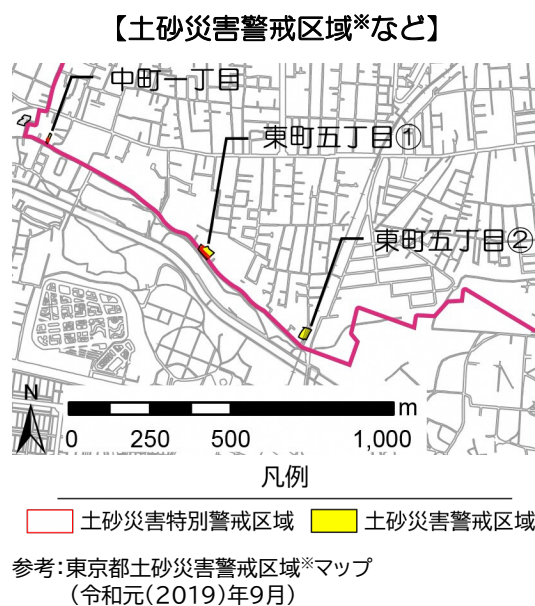 【土砂災害警戒区域※など】
中町一丁目
東町五丁目①
東町五丁目②
N
m
0 250 500 1,000
凡例
土砂災害特別警戒区域 土砂災害警戒区域
参考:東京都土砂災害警戒区域※マップ
(令和元(2019)年9月)